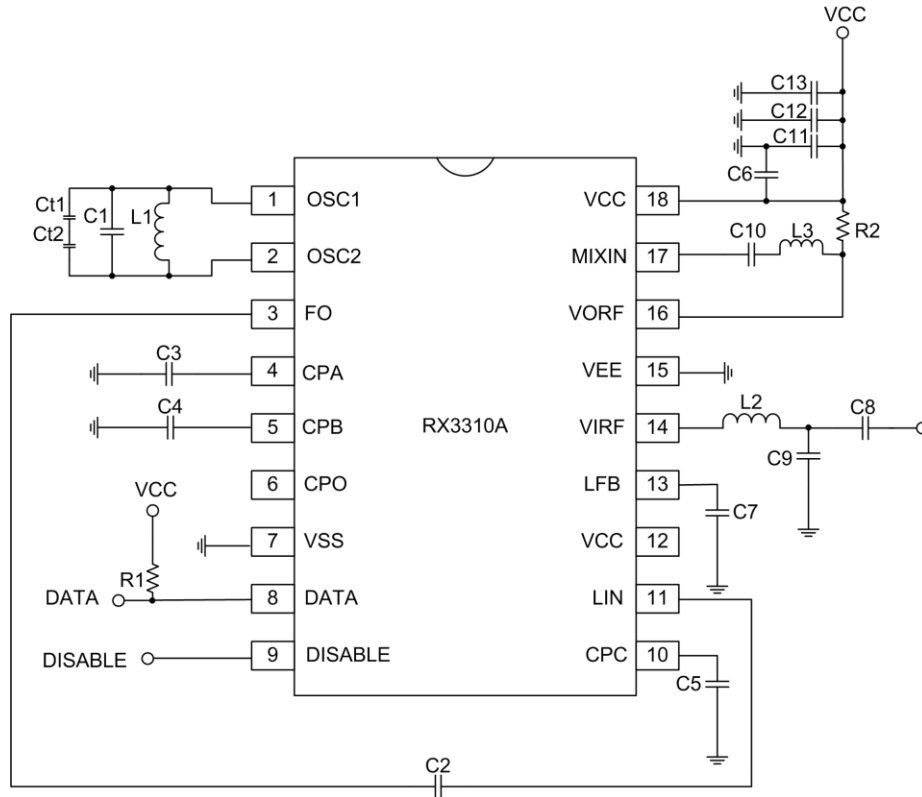 VCC
C13
C12
C11
C6
Ct1
C1
L1
Ct2
1 OSC1
VCC 18
R2
C10
L3
2 OSC2
MIXIN 17
3 FO
VORF 16
C3
4 CPA
VEE 15
C4
5 CPB
RX3310A
VIRF 14
L2
C8
C9
6 CPO
LFB 13
C7
VCC
7 VSS
VCC 12
R1
DATA
8 DATA
LIN 11
DISABLE
9 DISABLE
CPC 10
C5
C2